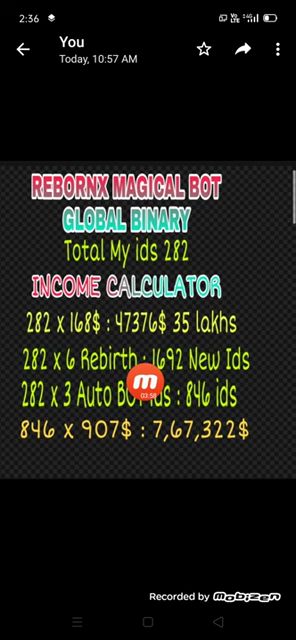 2:36
You
Today, 10:57 AM
REBORNX MAGICAL BOT
GLOBAL BINARY
Total My ids 282
INCOME CALCULATOR
282 x 168$ : 47376$ 35 lakhs
282 x 6 Rebirth : 1692 New Ids
282 x 3 Auto : 846 ids
846 x 907$ : 7,67,322$
Recorded by Mobizen